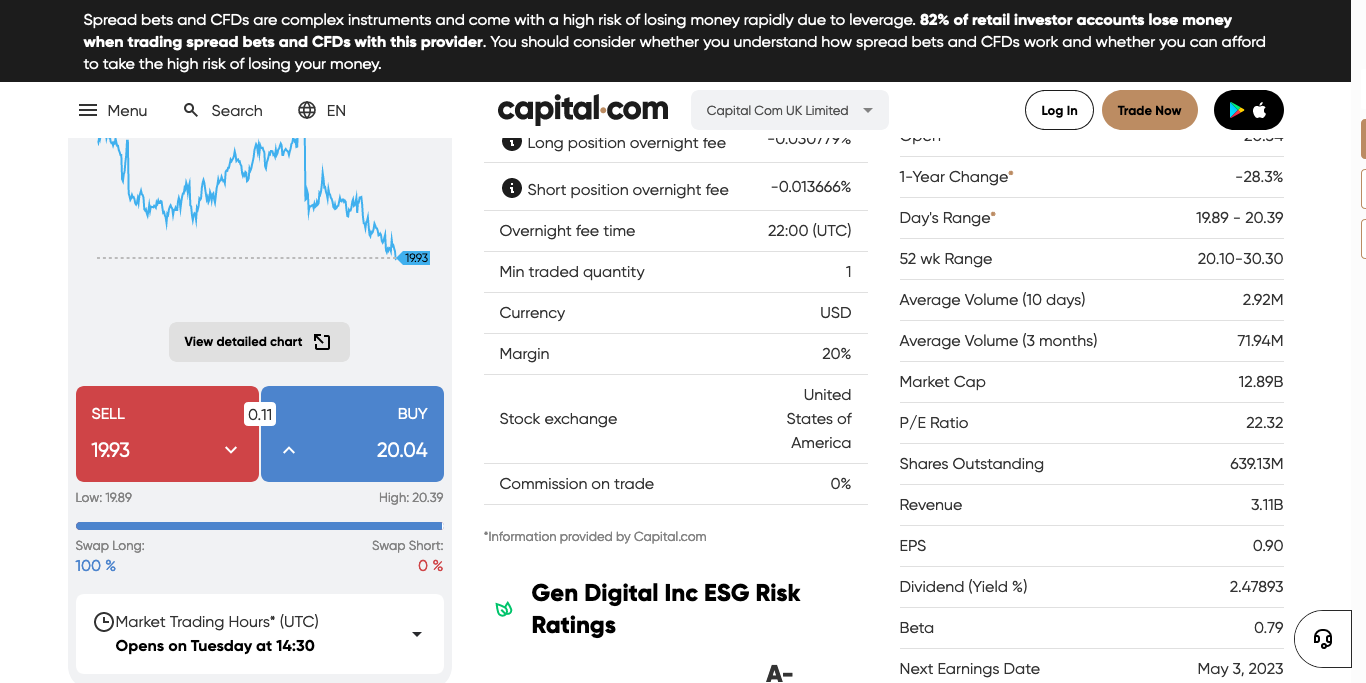 Spread bets and CFDs are complex instruments and come with a high risk of losing money rapidly due to leverage. 82% of retail investor accounts lose money
when trading spread bets and CFDs with this provider. You should consider whether you understand how spread bets and CFDs work and whether you can afford
to take the high risk of losing your money.
Menu
Search
EN
capital.com
Capital Com UK Limited
Log In
Trade Now
19.93
View detailed chart
SELL
19.93
0.11
BUY
20.04
Low: 19.89
High: 20.39
Swap Long:
100 %
Swap Short:
0 %
Market Trading Hours* (UTC)
Opens on Tuesday at 14:30
Long position overnight fee -0.030779%
Short position overnight fee -0.013666%
Overnight fee time 22:00 (UTC)
Min traded quantity 1
Currency USD
Margin 20%
Stock exchange United
States of
America
Commission on trade 0%
*Information provided by Capital.com
Gen Digital Inc ESG Risk
Ratings
A-
Open 20.34
1-Year Change* -28.3%
Day's Range* 19.89 - 20.39
52 wk Range 20.10-30.30
Average Volume (10 days) 2.92M
Average Volume (3 months) 71.94M
Market Cap 12.89B
P/E Ratio 22.32
Shares Outstanding 639.13M
Revenue 3.11B
EPS 0.90
Dividend (Yield %) 2.47893
Beta 0.79
Next Earnings Date May 3, 2023